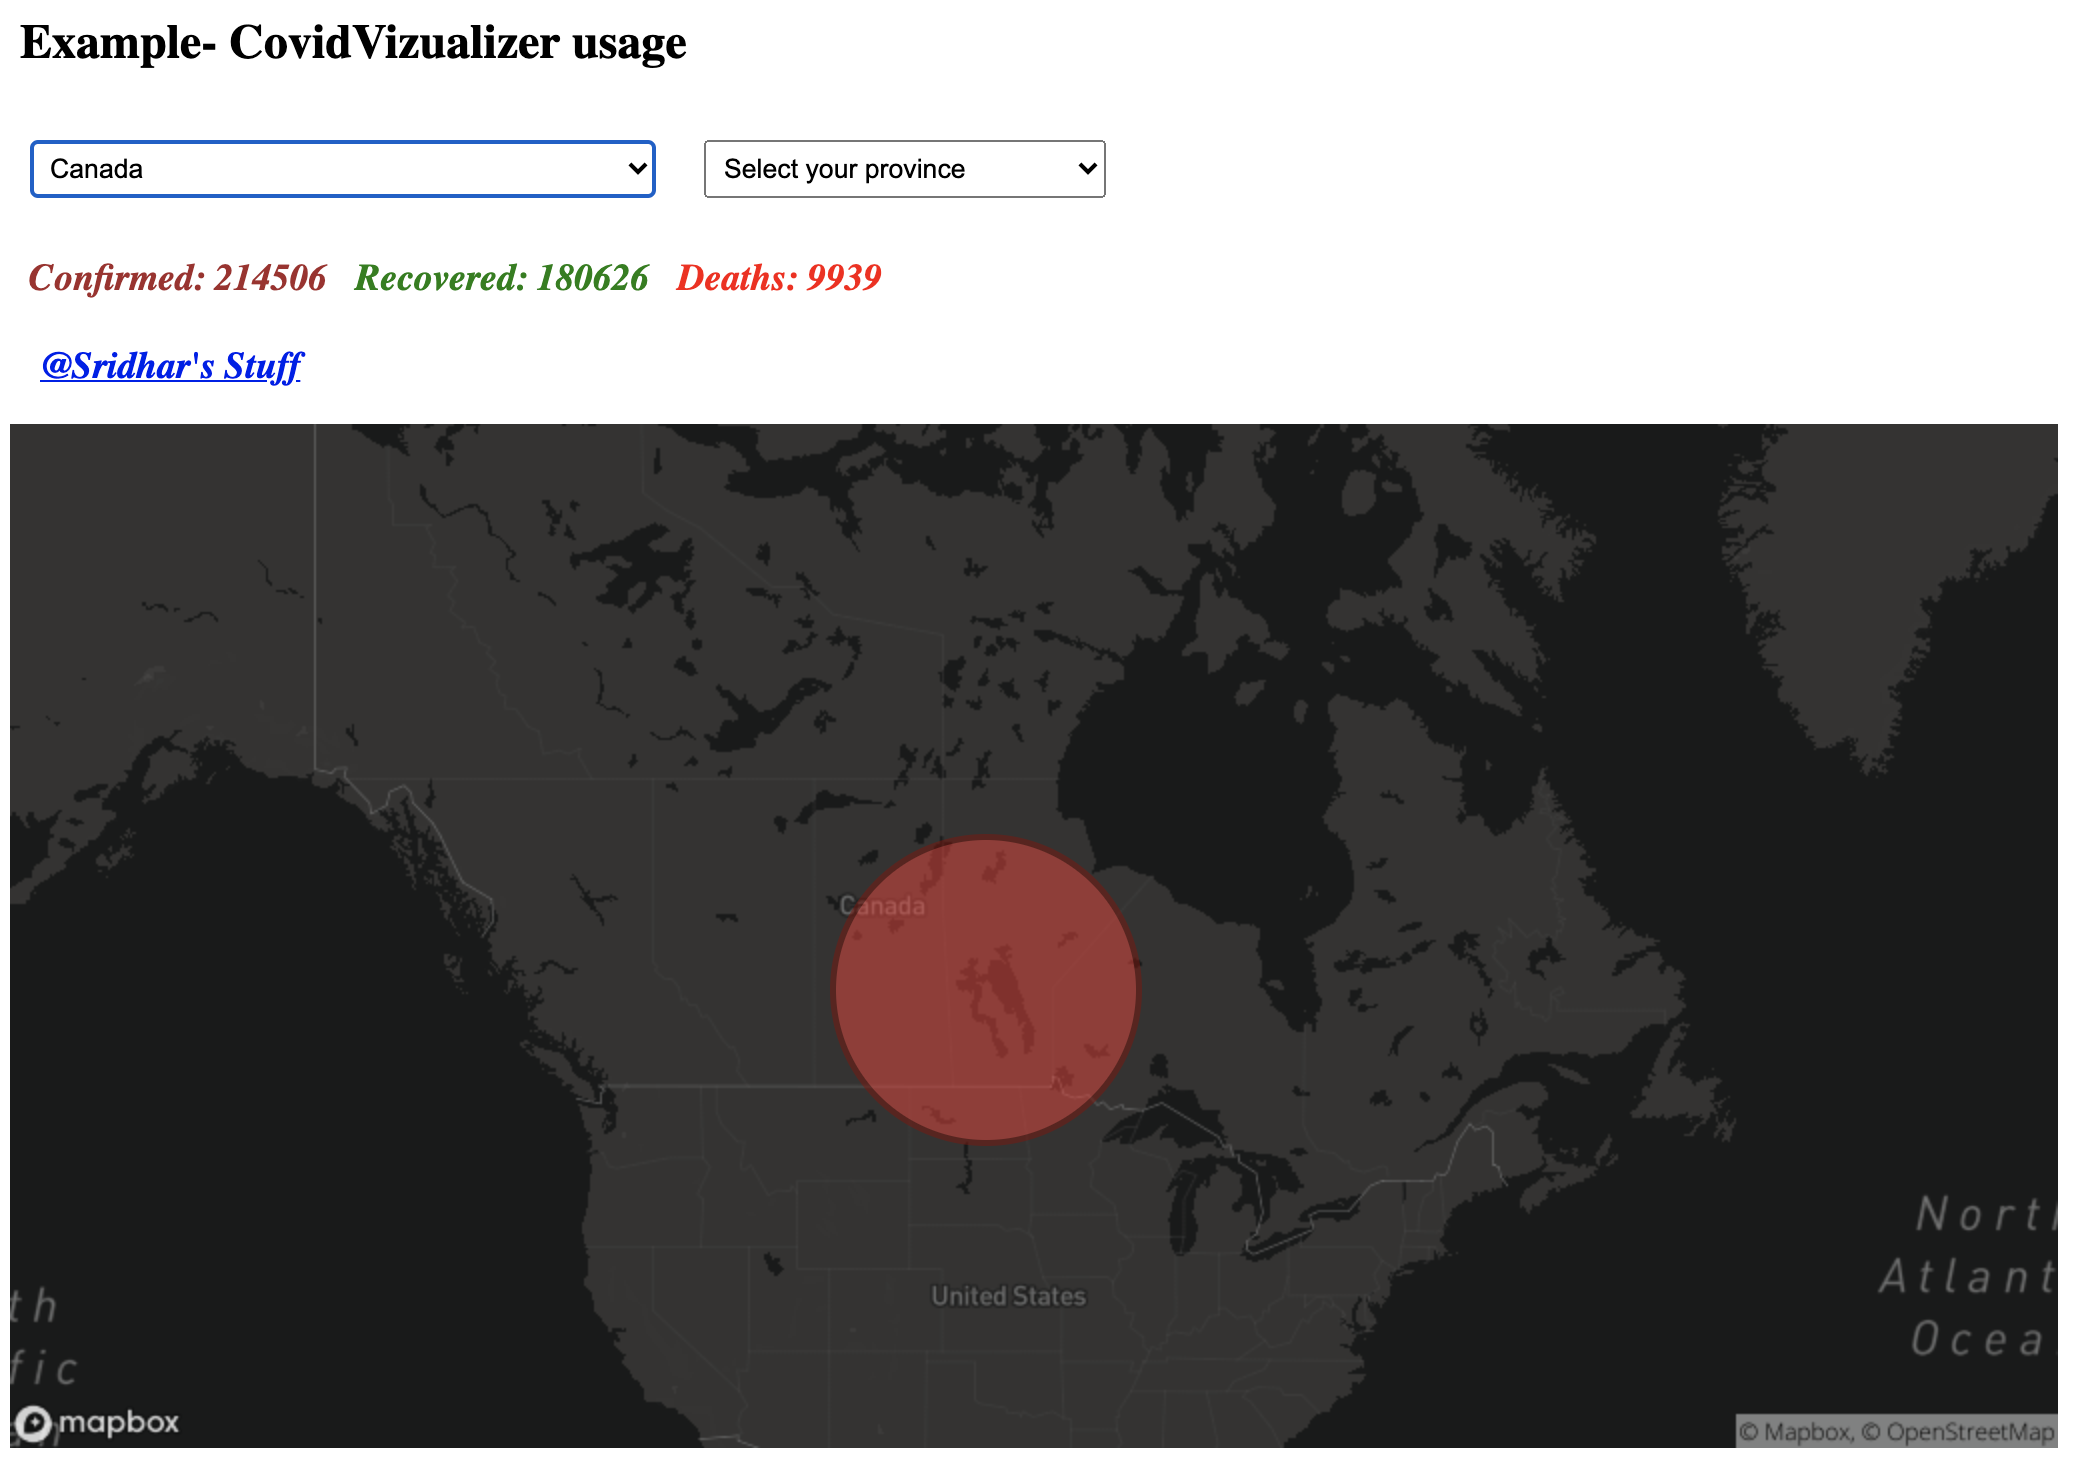 Example- CovidVizualizer usage
Canada Select your province
Confirmed: 214506 Recovered: 180626 Deaths: 9939
@Sridhar's Stuff
Canada
United States
Nort
Atlant
Ocea
th
fic
mapbox
© Mapbox, © OpenStreetMap